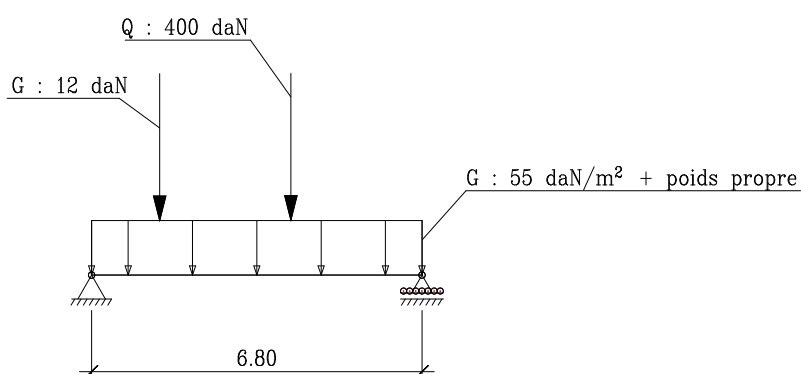 Q : 400 daN
G : 12 daN
G : 55 daN/m² + poids propre
6.80